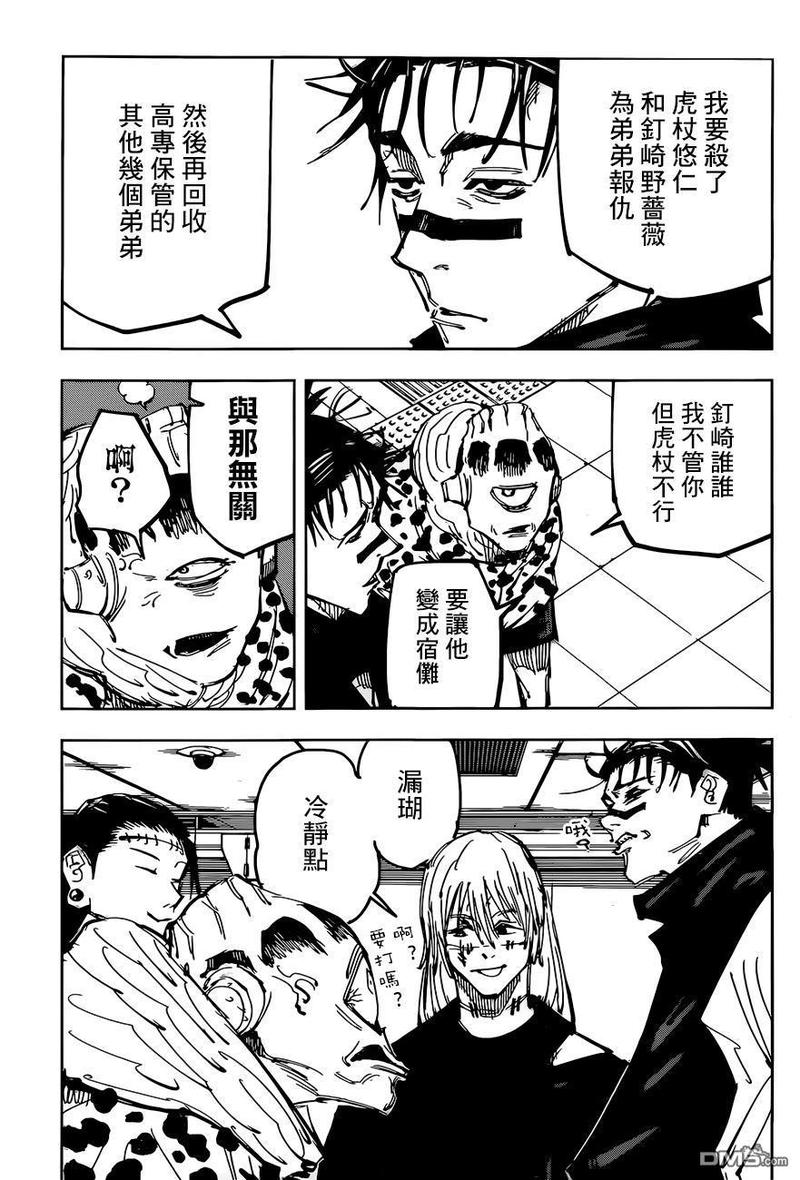 我要殺了
虎杖悠仁
和釘崎野薔薇
為弟弟報仇
然後再回收
高專保管的
其他幾個弟弟
釘崎誰誰
我不管你
但虎杖不行
要讓他
變成宿儺
與那無關
啊?
哦?
漏瑚
冷靜點
啊?
要打嗎?
DM5.com